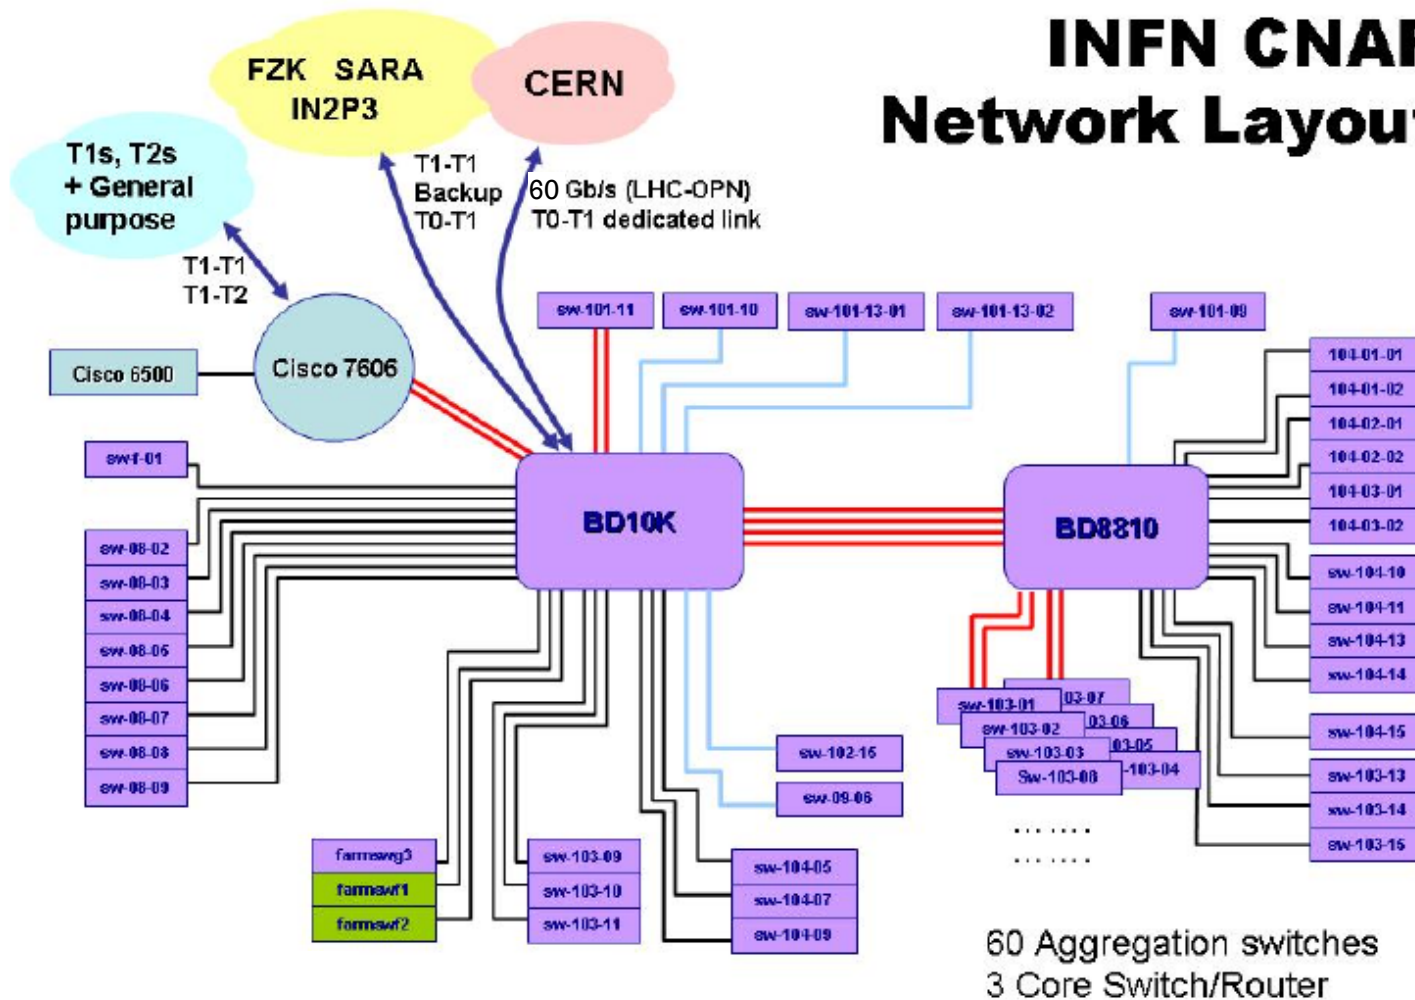 INFN CNAF
Network Layout
FZK SARA
IN2P3
CERN
T1s, T2s
+ General
purpose
T1-T1
Backup
T0-T1
60 Gb/s (LHC-OPN)
T0-T1 dedicated link
T1-T1
T1-T2
sw-101-11
sw-101-10
sw-101-13-01
sw-101-13-02
sw-101-09
Cisco 6500
Cisco 7606
104-01-01
104-01-02
104-02-01
104-02-02
104-03-01
104-03-02
sw-f-01
BD10K
BD8810
sw-08-02
sw-08-03
sw-08-04
sw-08-05
sw-08-06
sw-08-07
sw-08-08
sw-08-09
sw-104-10
sw-104-11
sw-104-13
sw-104-14
sw-104-15
sw-103-13
sw-103-14
sw-103-15
sw-103-01
03-07
sw-103-02
03-06
sw-103-03
03-05
Sw-103-08
-103-04
.... ....
.... ....
sw-102-15
sw-09-06
farmswg3
farmswf1
farmswf2
sw-103-09
sw-103-10
sw-103-11
sw-104-05
sw-104-07
sw-104-09
60 Aggregation switches
3 Core Switch/Router